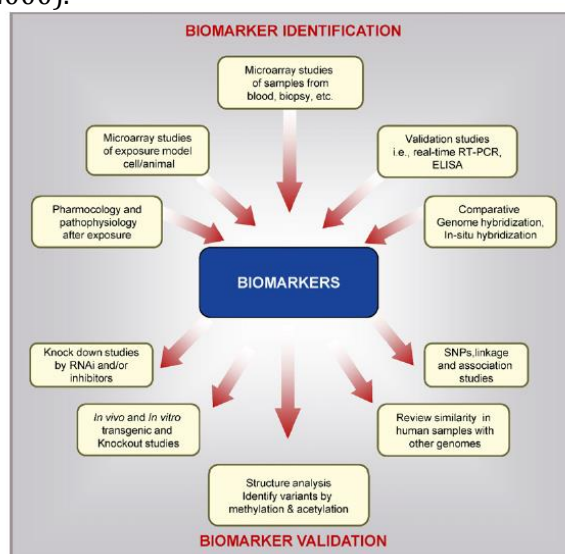 BIOMARKER IDENTIFICATION
Microarray studies
of samples from
blood, biopsy, etc.
Microarray studies
of exposure model
cell/animal
Validation studies
i.e., real-time RT-PCR,
ELISA
Pharmocology and
pathophysiology
after exposure
Comparative
Genome hybridization,
In-situ hybridization
BIOMARKERS
Knock down studies
by RNAi and/or
inhibitors
SNPs,linkage
and association
studies
In vivo and In vitro
transgenic and
Knockout studies
Review similarity in
human samples with
other genomes
Structure analysis
Identify variants by
methylation & acetylation
BIOMARKER VALIDATION